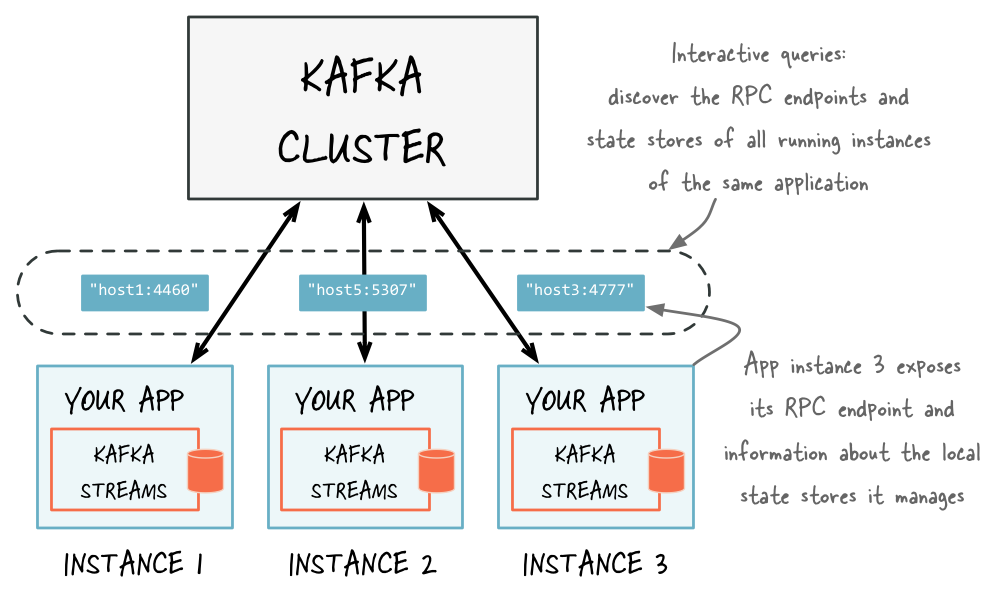 KAFKA
CLUSTER
Interactive queries:
discover the RPC endpoints and
state stores of all running instances
of the same application
"host1:4460"
"host5:5307"
"host3:4777"
YOUR APP
KAFKA
STREAMS
INSTANCE 1
YOUR APP
KAFKA
STREAMS
INSTANCE 2
YOUR APP
KAFKA
STREAMS
INSTANCE 3
App instance 3 exposes
its RPC endpoint and
information about the local
state stores it manages